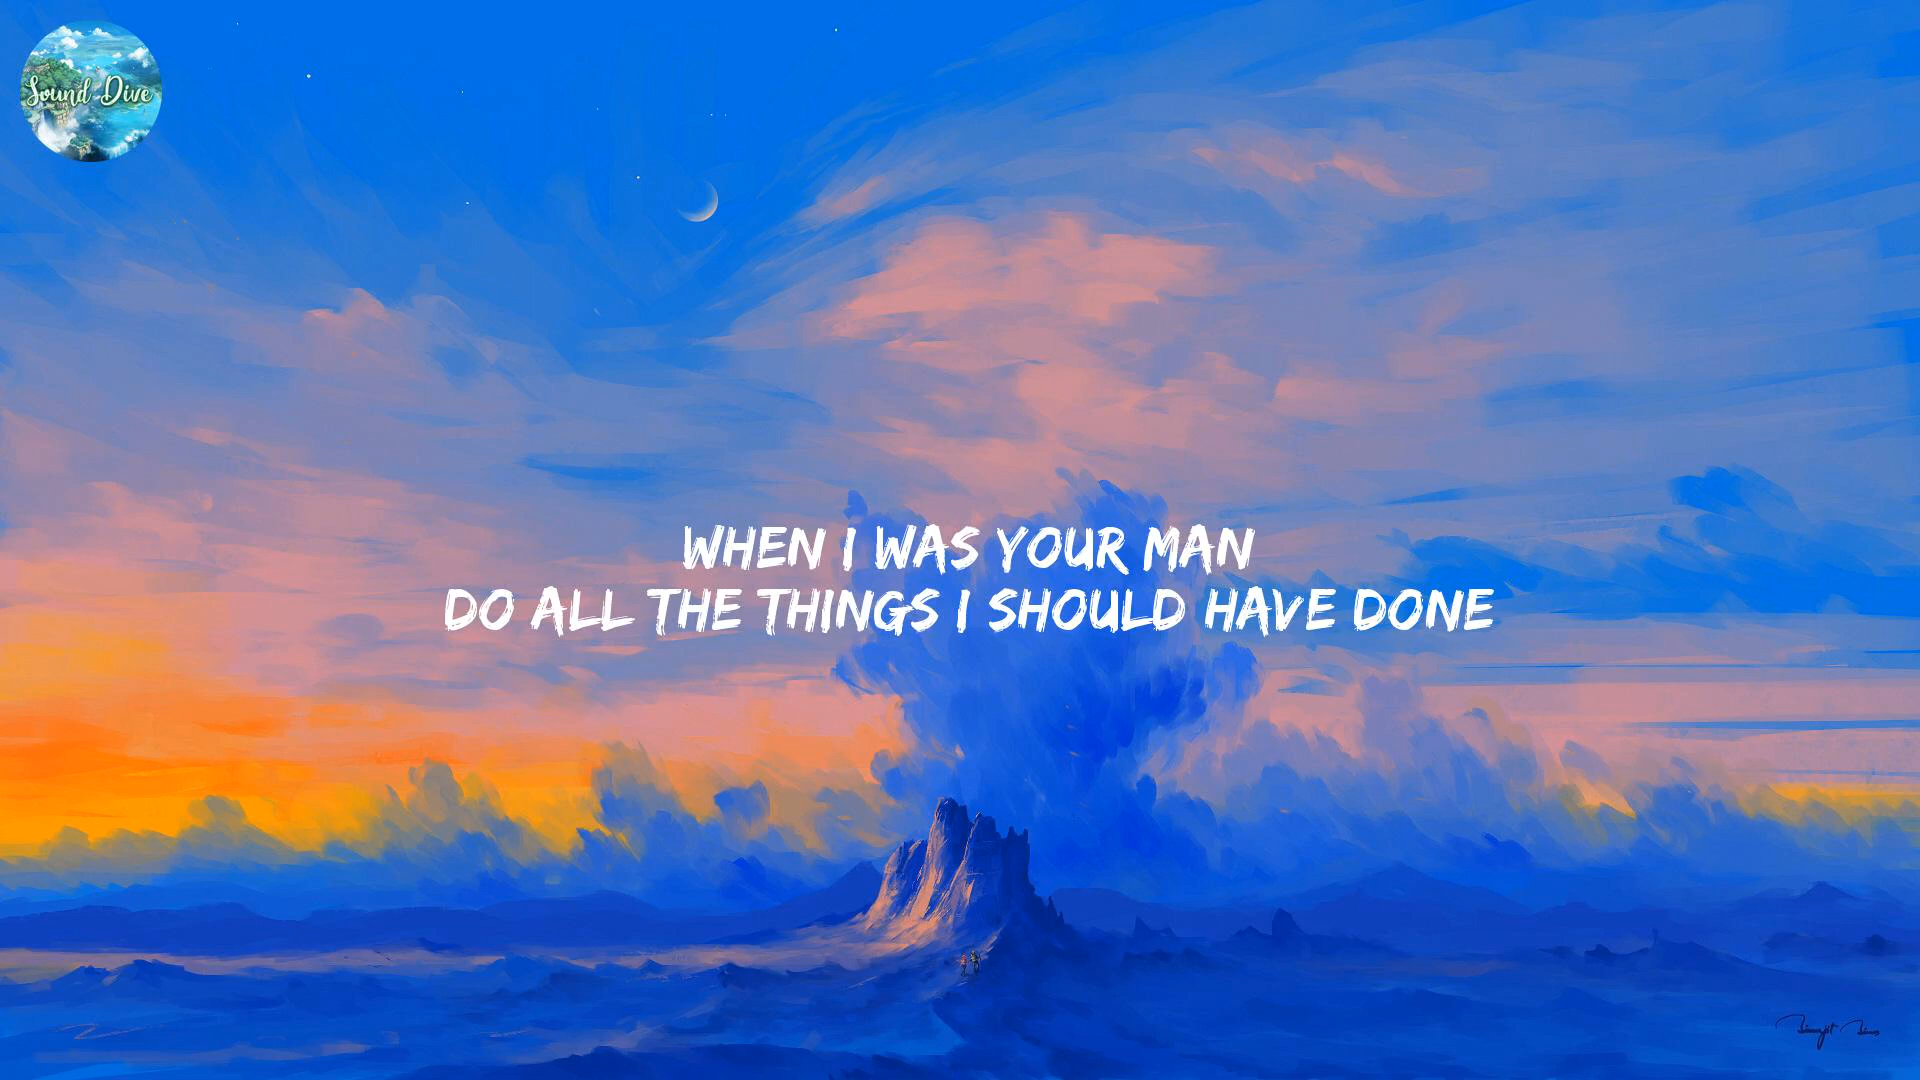 Sound Dive
WHEN I WAS YOUR MAN
DO ALL THE THINGS I SHOULD HAVE DONE